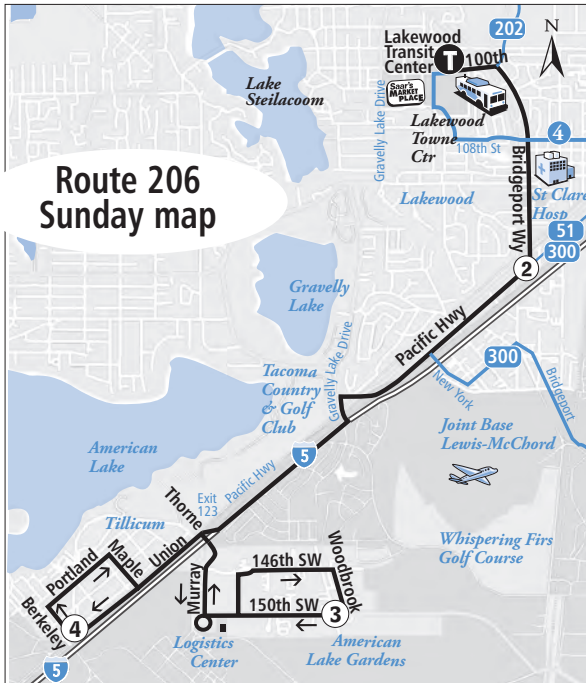 202
N
Lakewood
Transit
Center
T
100th
Saar's
MARKET
PLACE
Lake
Steilacoom
Gravelly Lake Drive
Lakewood
Towne
Ctr
108th St
4
Bridgeport Wy
Route 206
Sunday map
Lakewood
St Clare
Hosp
51
300
2
Gravelly
Lake
Pacific Hwy
300
New York
Bridgeport
Tacoma
Country
& Golf
Club
Gravelly Lake Drive
Joint Base
Lewis-McChord
American
Lake
5
Pacific Hwy
Exit
123
Thorne
Tillicum
Whispering Firs
Golf Course
Union
Maple
Portland
Berkeley
4
Murray
146th SW
Woodbrook
150th SW
3
Logistics
Center
American
Lake Gardens
5